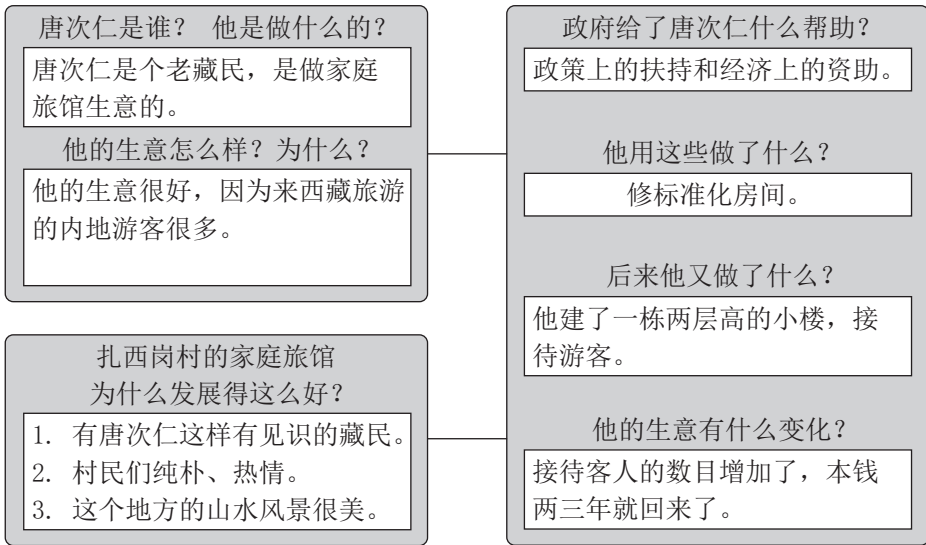 唐次仁是谁? 他是做什么的?
唐次仁是个老藏民，是做家庭
旅馆生意的。
他的生意怎么样? 为什么?
他的生意很好，因为来西藏旅游
的内地游客很多。
政府给了唐次仁什么帮助?
政策上的扶持和经济上的资助。
他用这些做了什么?
修标准化房间。
后来他又做了什么?
他建了一栋两层高的小楼，接
待游客。
他的生意有什么变化?
接待客人的数目增加了，本钱
两三年就回来了。
扎西岗村的家庭旅馆
为什么发展得这么好?
1. 有唐次仁这样有见识的藏民。
2. 村民们纯朴、热情。
3. 这个地方的山水风景很美。